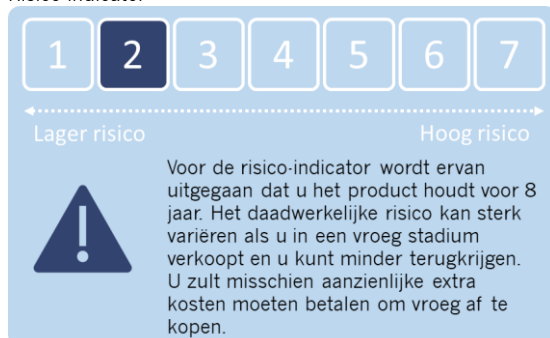 1 2 3 4 5 6 7
Lager risico Hoog risico
Voor de risico-indicator wordt ervan
uitgegaan dat u het product houdt voor 8
jaar. Het daadwerkelijke risico kan sterk
variëren als u in een vroeg stadium
verkoopt en u kunt minder terugkrijgen.
U zult misschien aanzienlijke extra
kosten moeten betalen om vroeg af te
kopen.